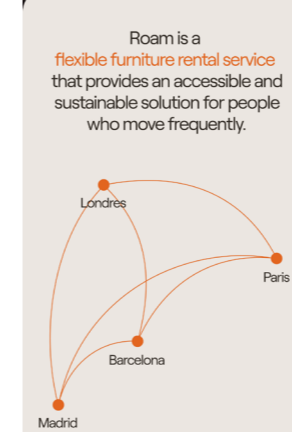 Roam is a
flexible furniture rental service
that provides an accessible and
sustainable solution for people
who move frequently.
Londres
Paris
Barcelona
Madrid